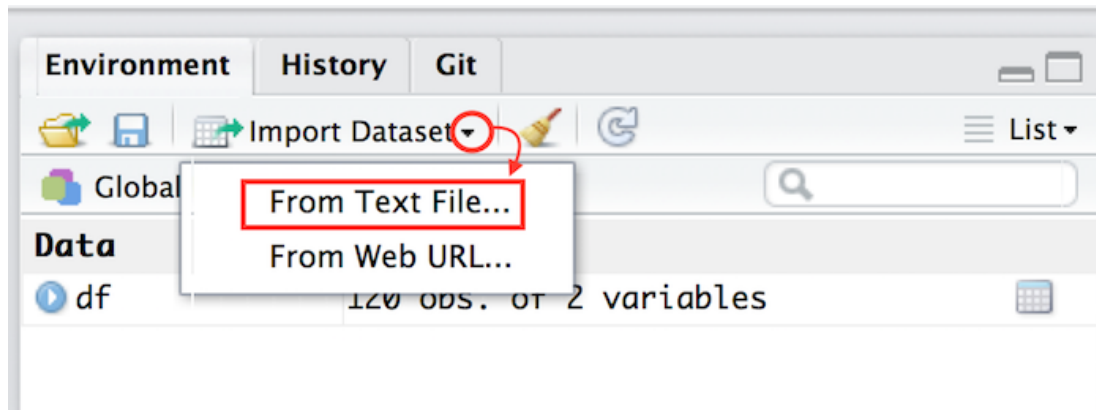 Environment History Git
Import Dataset List
Global
From Text File...
From Web URL...
Data
df 120 obs. of 2 variables